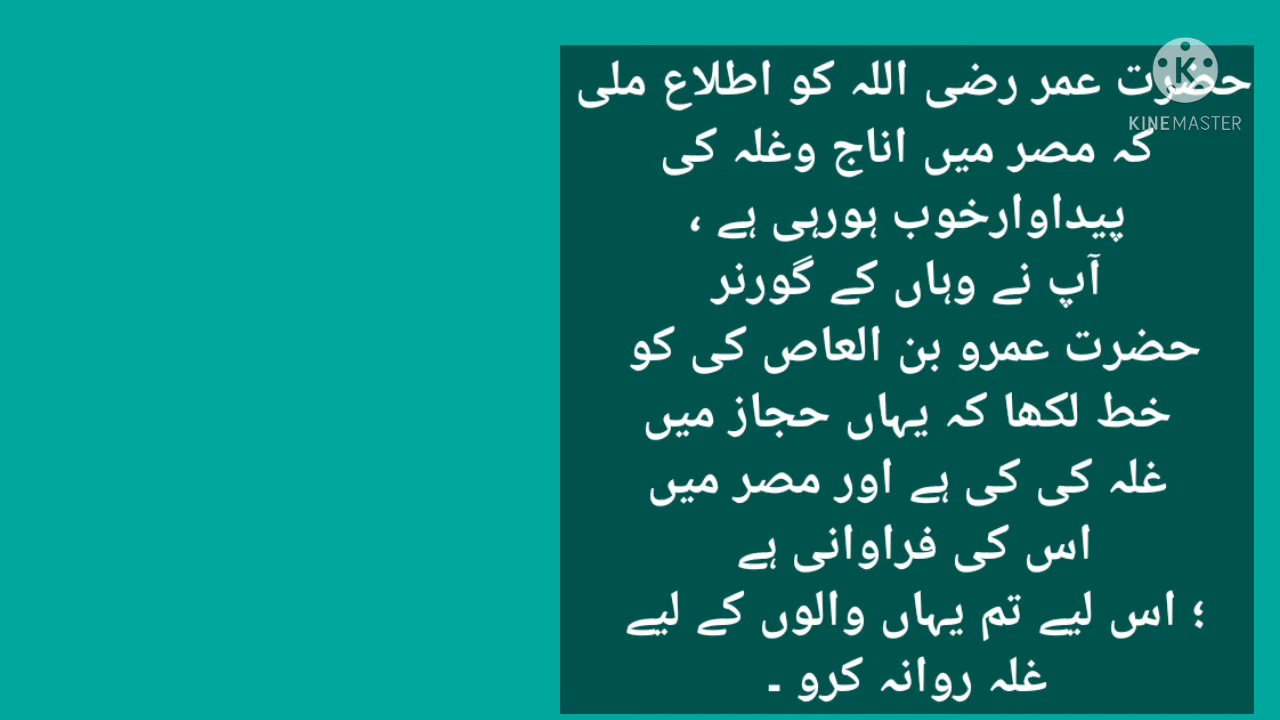 حضرت عمر رضی اللہ کو اطلاع ملی
کہ مصر میں اناج وغلہ کی
پیداوارخوب ہورہی ہے ،
آپ نے وہاں کے گورنر
حضرت عمرو بن العاص کی کو
خط لکھا کہ یہاں حجاز میں
غلہ کی کی ہے اور مصر میں
اس کی فراوانی ہے
؛ اس لیے تم یہاں والوں کے لیے
غلہ روانہ کرو ۔
K
KINEMASTER